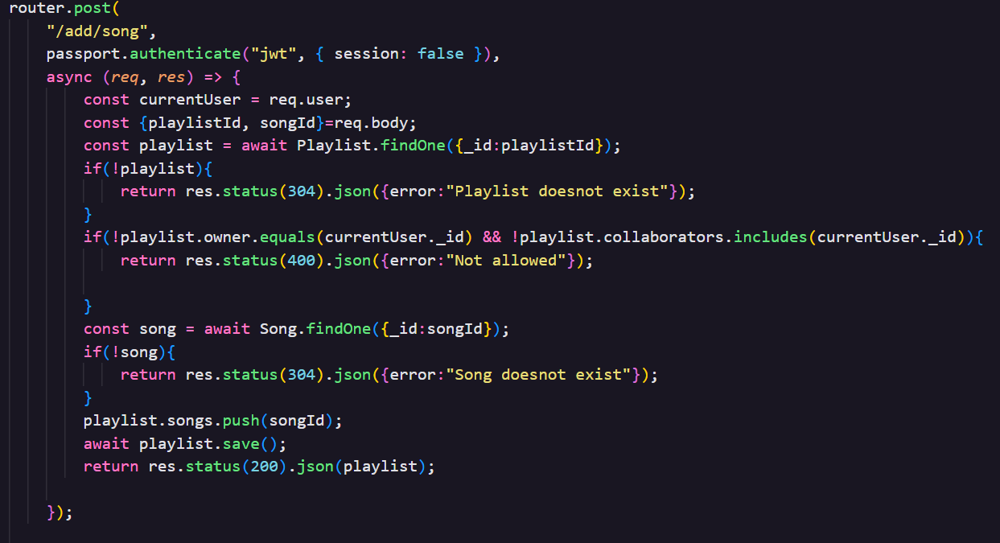 router.post(
"/add/song",
passport.authenticate("jwt", { session: false }),
async (req, res) => {
const currentUser = req.user;
const {playlistId, songId}=req.body;
const playlist = await Playlist.findOne({_id:playlistId});
if(!playlist){
return res.status(304).json({error:"Playlist doesnot exist"});
}
if(!playlist.owner.equals(currentUser._id) && !playlist.collaborators.includes(currentUser._id)){
return res.status(400).json({error:"Not allowed"});
}
const song = await Song.findOne({_id:songId});
if(!song){
return res.status(304).json({error:"Song doesnot exist"});
}
playlist.songs.push(songId);
await playlist.save();
return res.status(200).json(playlist);
});